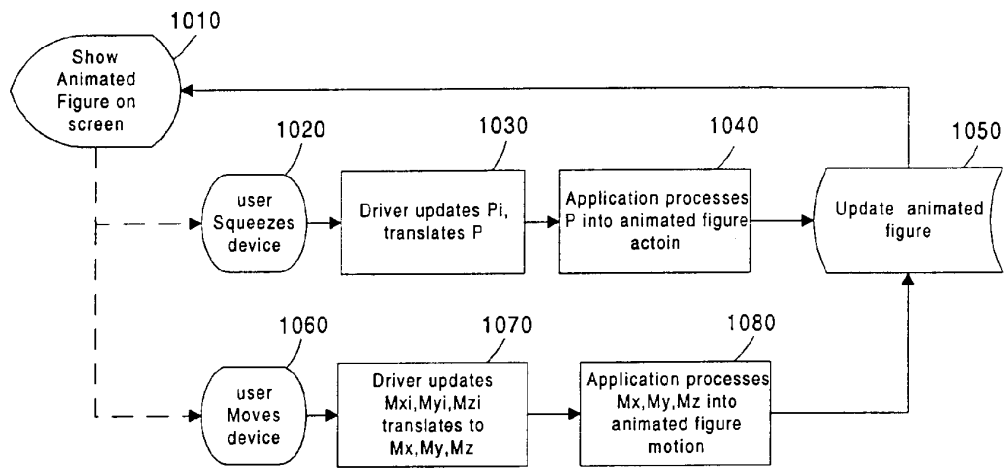 1010
Show
Animated
Figure on
screen
1020
user
Squeezes
device
1030
Driver updates Pi,
translates P
1040
Application processes
P into animated figure
actoin
1050
Update animated
figure
1060
user
Moves
device
1070
Driver updates
Mxi,Myi,Mzi
translates to
Mx,My,Mz
1080
Application processes
Mx,My,Mz into
animated figure
motion